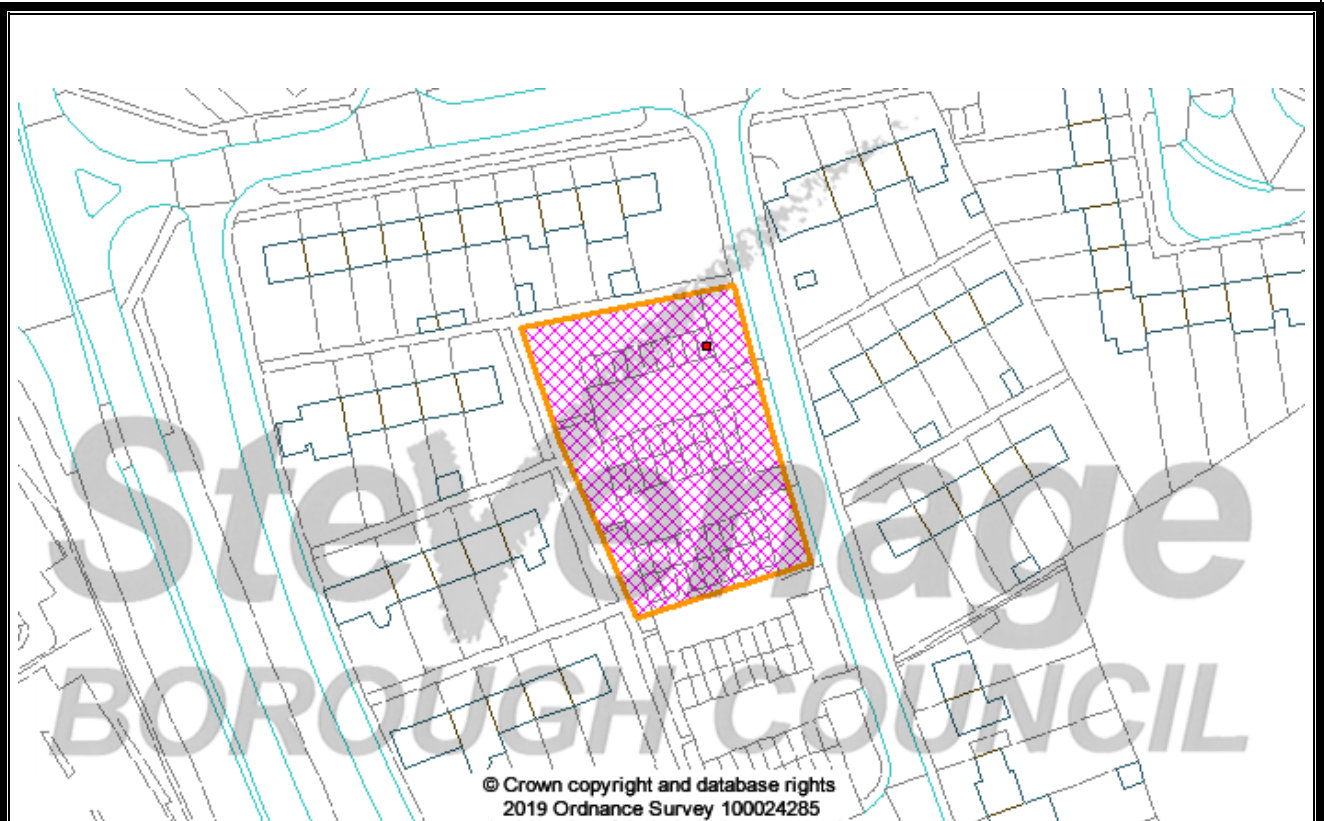 Stevenage
BOROUGH COUNCIL
© Crown copyright and database rights
2019 Ordnance Survey 100024285